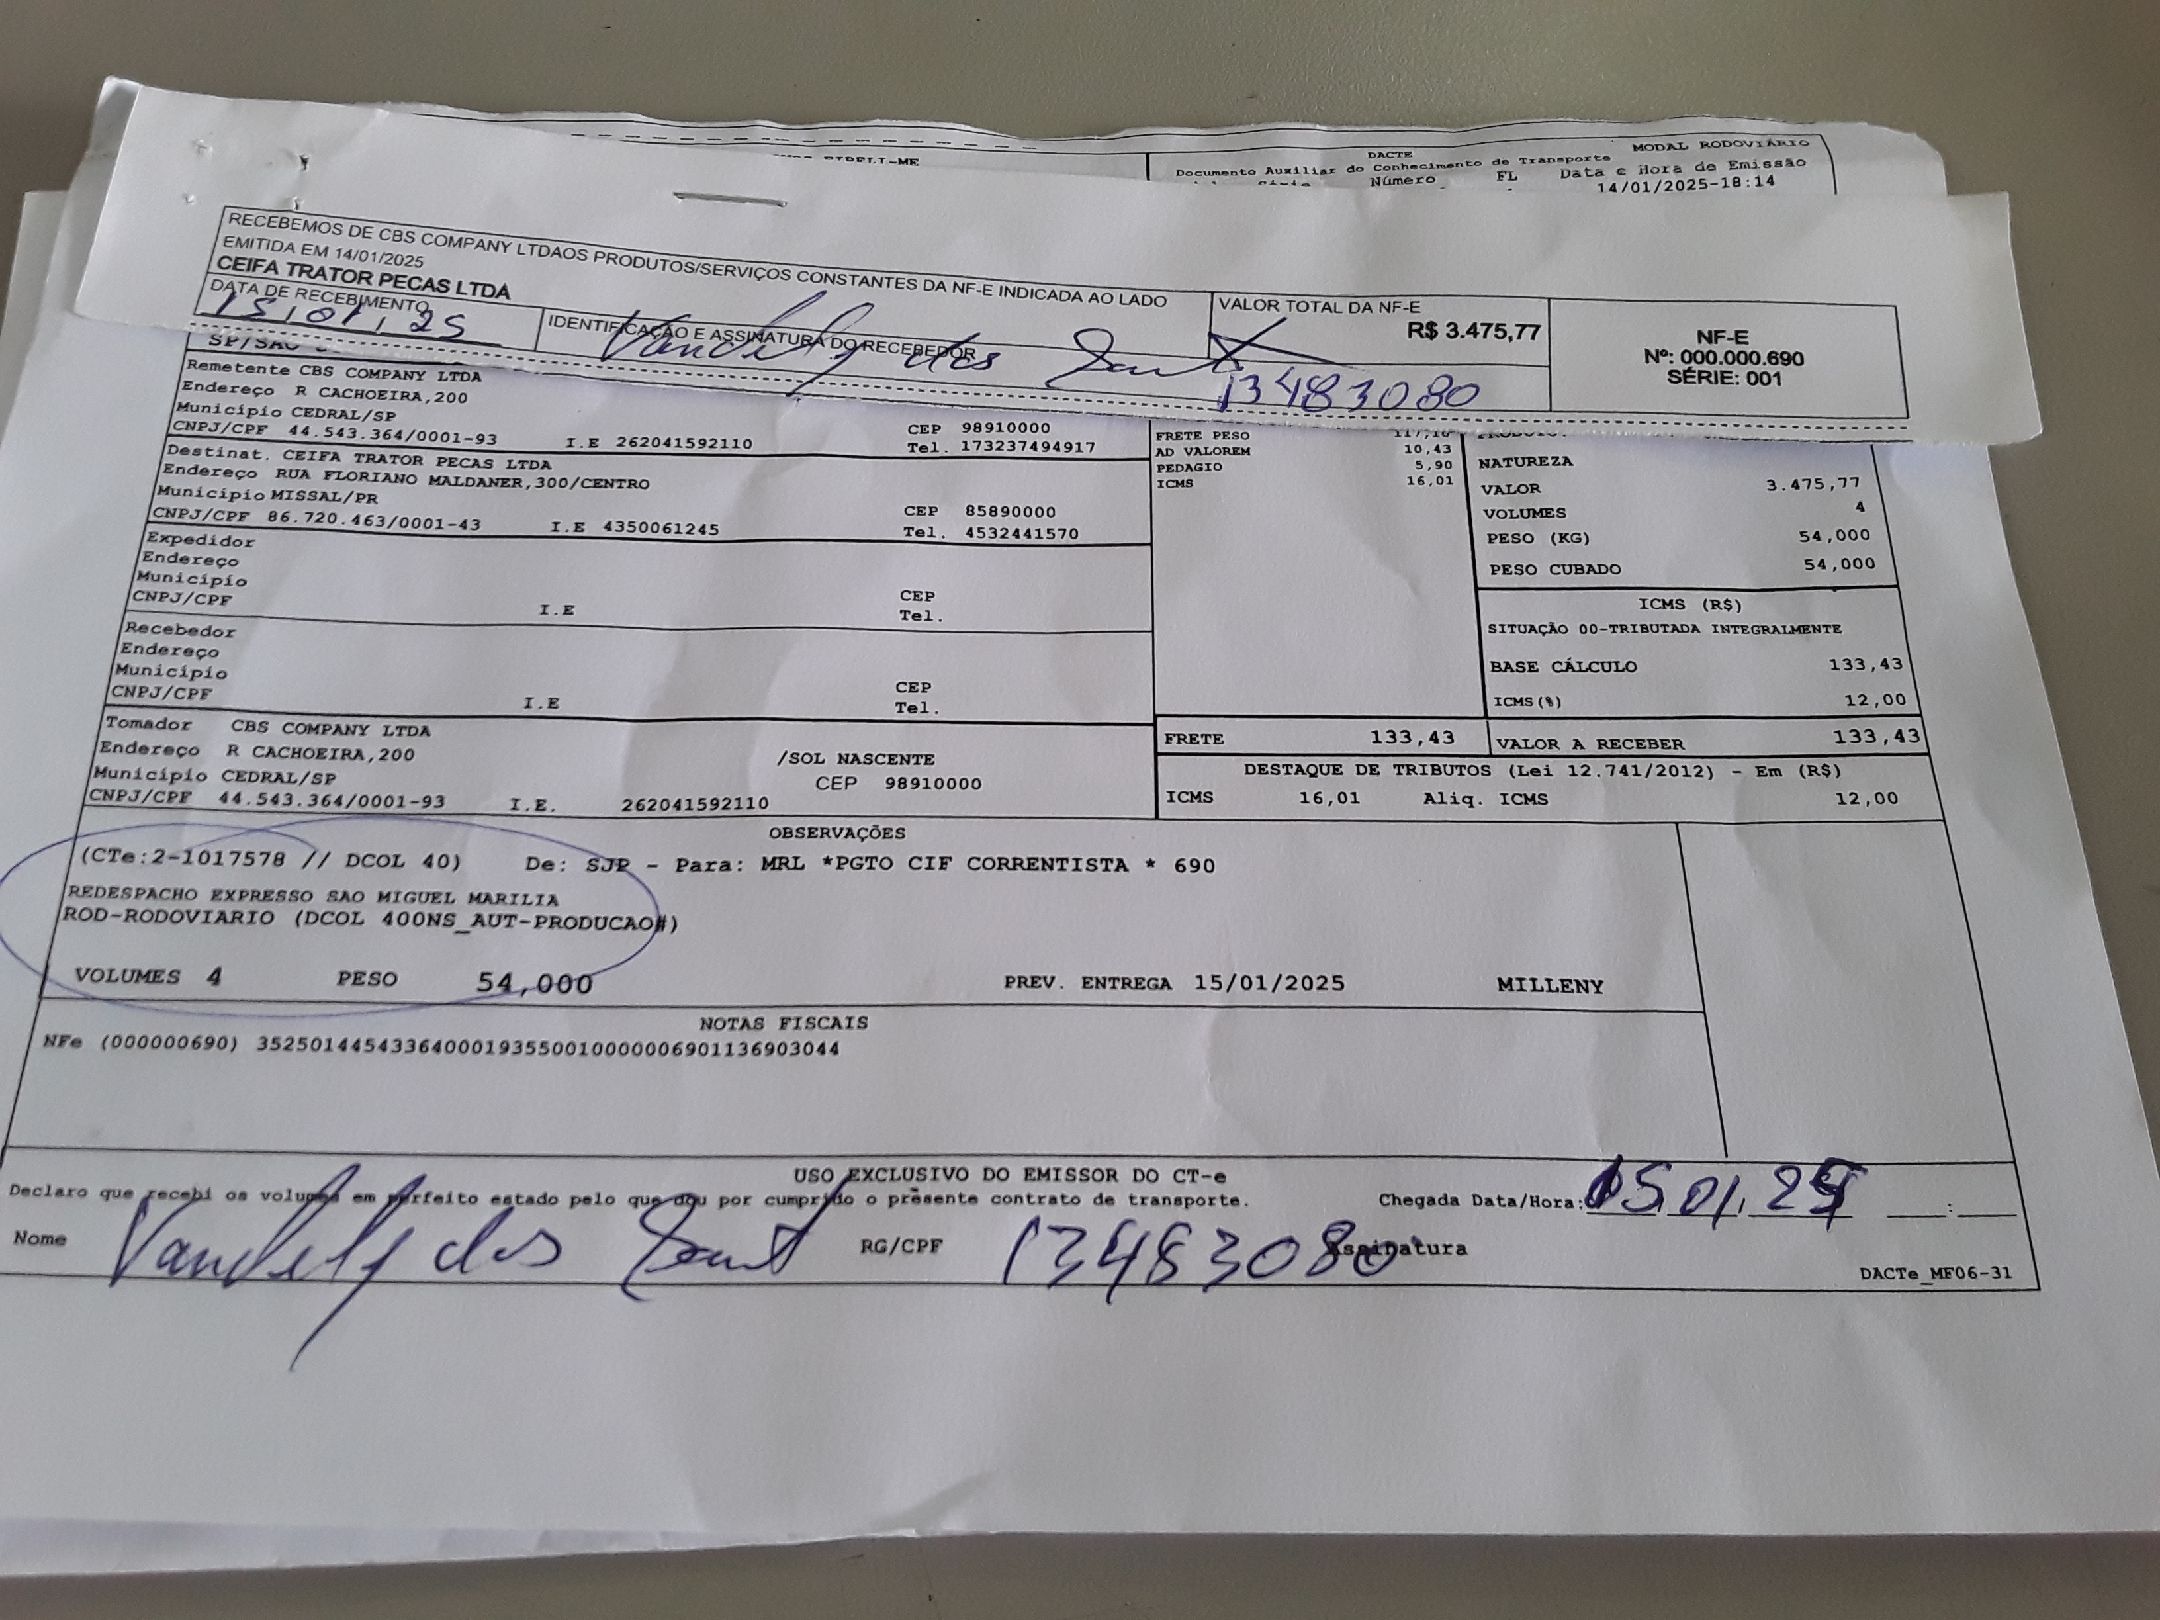 DACTE
MODAL RODOVIÁRIO
Documento Auxiliar do Conhecimento de Transporte
Número FL Data e Hora de Emissão
14/01/2025-18:14
RECEBEMOS DE CBS COMPANY LTDAOS PRODUTOS/SERVIÇOS CONSTANTES DA NF-E INDICADA AO LADO
EMITIDA EM 14/01/2025
CEIFA TRATOR PECAS LTDA
DATA DE RECEBIMENTO
15,01,25
IDENTIFICAÇÃO E ASSINATURA DO RECEBEDOR
dos
13483080
VALOR TOTAL DA NF-E
R$ 3.475,77
NF-E
Nº: 000.000.690
SÉRIE: 001
Remetente CBS COMPANY LTDA
Endereço R CACHOEIRA,200
Município CEDRAL/SP CEP 98910000
CNPJ/CPF 44.543.364/0001-93 I.E 262041592110 Tel. 173237494917
Destinat. CEIFA TRATOR PECAS LTDA
Endereço RUA FLORIANO MALDANER,300/CENTRO
Município MISSAL/PR CEP 85890000
CNPJ/CPF 86.720.463/0001-43 I.E 4350061245 Tel. 4532441570
Expedidor
Endereço
Município CEP
CNPJ/CPF I.E Tel.
Recebedor
Endereço
Município CEP
CNPJ/CPF I.E Tel.
Tomador CBS COMPANY LTDA
Endereço R CACHOEIRA,200 /SOL NASCENTE
Município CEDRAL/SP CEP 98910000
CNPJ/CPF 44.543.364/0001-93 I.E. 262041592110
FRETE PESO
AD VALOREM 10,43
PEDAGIO 5,90
ICMS 16,01
NATUREZA
VALOR 3.475,77
VOLUMES 4
PESO (KG) 54,000
PESO CUBADO 54,000
ICMS (R$)
SITUAÇÃO 00-TRIBUTADA INTEGRALMENTE
BASE CÁLCULO 133,43
ICMS(%) 12,00
FRETE 133,43 VALOR A RECEBER 133,43
DESTAQUE DE TRIBUTOS (Lei 12.741/2012) - Em (R$)
ICMS 16,01 Aliq. ICMS 12,00
OBSERVAÇÕES
(CTe:2-1017578 // DCOL 40) De: SJP - Para: MRL *PGTO CIF CORRENTISTA * 690
REDESPACHO EXPRESSO SAO MIGUEL MARILIA
ROD-RODOVIARIO (DCOL 400NS_AUT-PRODUCAO#)
VOLUMES 4 PESO 54,000 PREV. ENTREGA 15/01/2025 MILLENY
NOTAS FISCAIS
NFe (000000690) 35250144543364000193550010000006901136903044
USO EXCLUSIVO DO EMISSOR DO CT-e
Declaro que recebi os volumes em perfeito estado pelo que dou por cumprido o presente contrato de transporte. Chegada Data/Hora: 15,01,25 :
Nome dos RG/CPF 13483080 Assinatura
DACTe_MF06-31